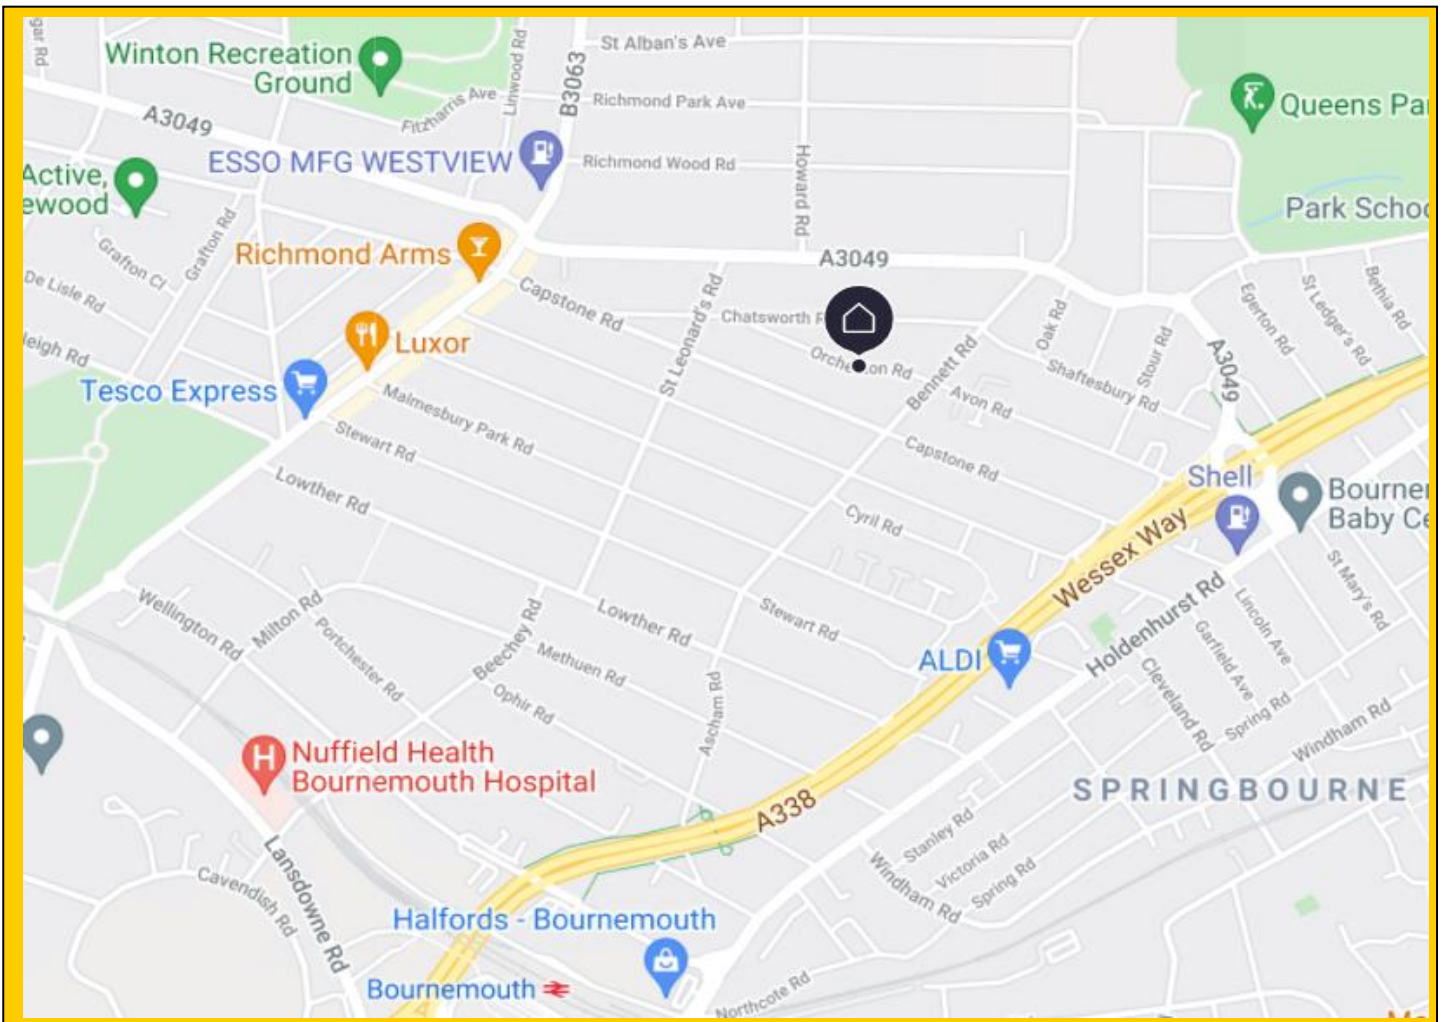 St Alban's Ave
Linwood Rd
B3063
Winton Recreation
Ground
Richmond Park Ave
Fitzharris Ave
Queens Pa
A3049
ESSO MFG WESTVIEW
Richmond Wood Rd
Howard Rd
Active,
ewood
Park Schoo
Grafton Rd
Grafton Cl
Richmond Arms
A3049
De Lisle Rd
Capstone Rd
St Leonard's Rd
Chatsworth
Oak Rd
Egerton Rd
St Ledger's Rd
Bethia Rd
eigh Rd
Luxor
Orche
on Rd
Bennett Rd
Stour Rd
A3049
Shaftesbury Rd
Tesco Express
Malmesbury Park Rd
Avon Rd
Stewart Rd
Capstone Rd
Shell
Lowther Rd
Bourne
Baby Ce
Cyril Rd
Wessex Way
St Mary's Rd
Wellington Rd
Milton Rd
Portchester Rd
Beechey Rd
Lowther Rd
Stewart Rd
Holdenhurst Rd
Lincoln Ave
Garfield Ave
Methuen Rd
ALDI
Cleveland Rd
Ophir Rd
Ascham Rd
Spring Rd
Windham Rd
Nuffield Health
Bournemouth Hospital
SPRINGBOURNE
A338
Stanley Rd
Victoria Rd
Spring Rd
Windham Rd
Lansdowne Rd
Cavendish Rd
Halfords - Bournemouth
Bournemouth
Northcote Rd